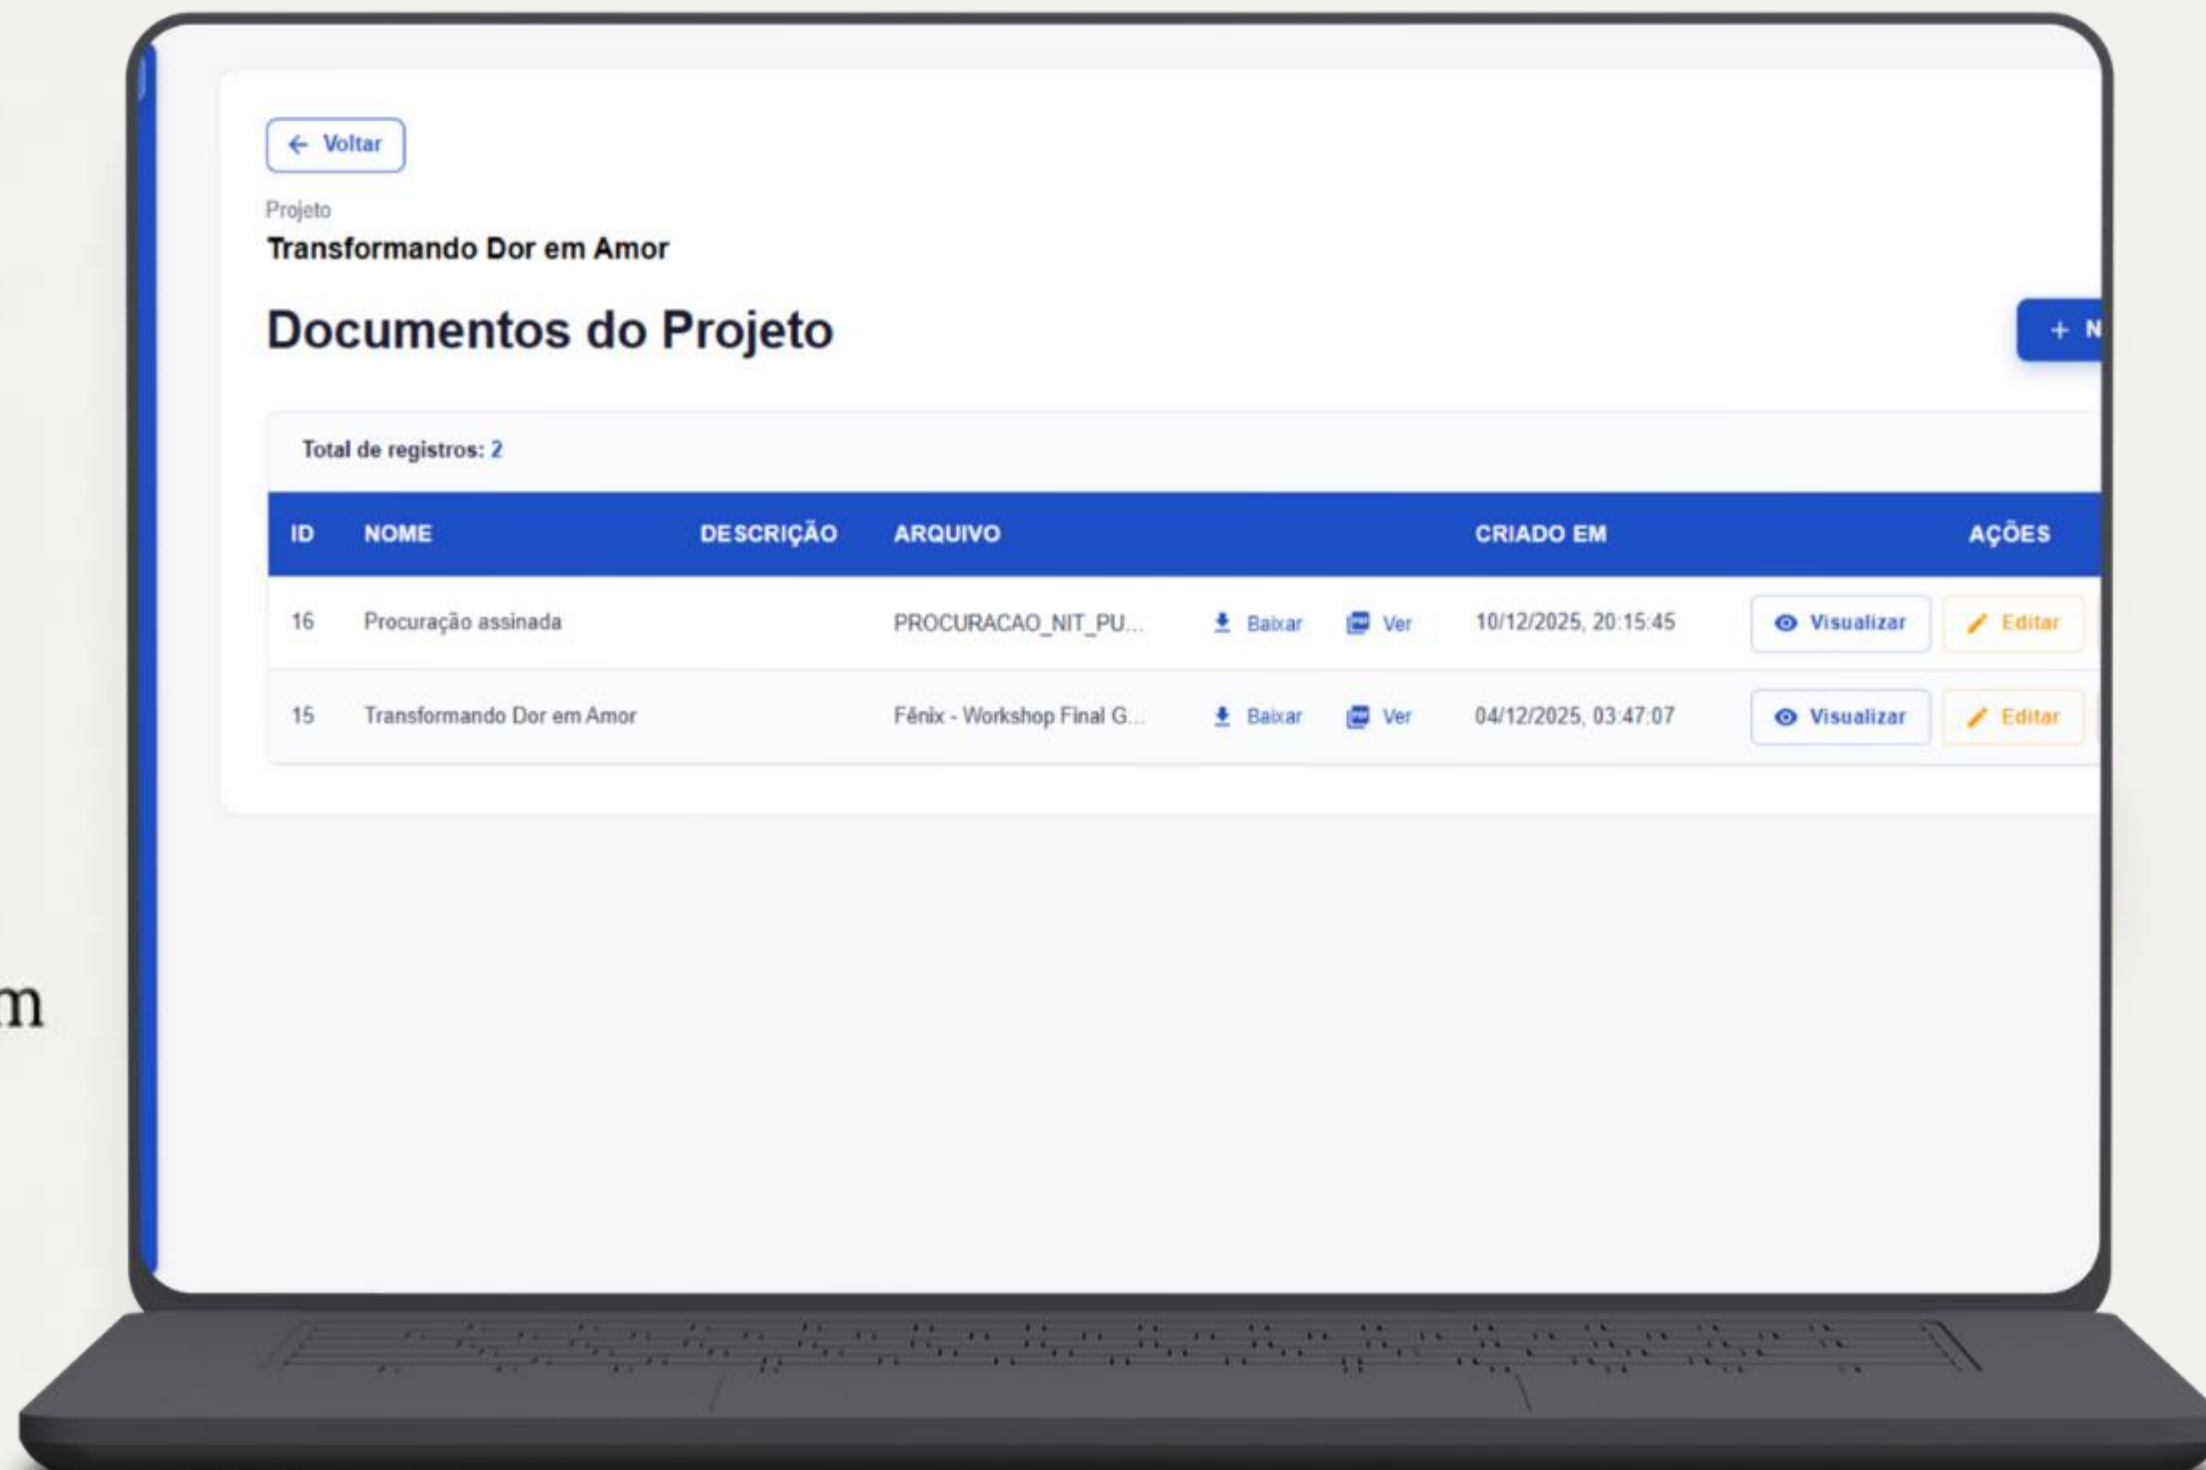 Voltar
Projeto
Transformando Dor em Amor
Documentos do Projeto
+ N
Total de registros: 2
ID NOME DESCRIÇÃO ARQUIVO CRIADO EM AÇÕES
16 Procuração assinada PROCURACAO_NIT_PU... Baixar Ver 10/12/2025, 20:15:45 Visualizar Editar
15 Transformando Dor em Amor Fênix - Workshop Final G... Baixar Ver 04/12/2025, 03:47:07 Visualizar Editar
m